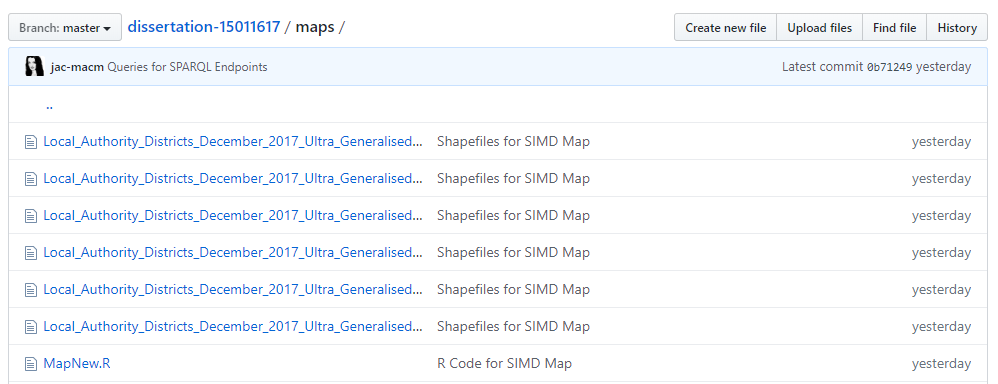 Branch: master dissertation-15011617 / maps / Create new file Upload files Find file History
jac-macm Queries for SPARQL Endpoints Latest commit 0b71249 yesterday
..
Local_Authority_Districts_December_2017_Ultra_Generalised... Shapefiles for SIMD Map yesterday
Local_Authority_Districts_December_2017_Ultra_Generalised... Shapefiles for SIMD Map yesterday
Local_Authority_Districts_December_2017_Ultra_Generalised... Shapefiles for SIMD Map yesterday
Local_Authority_Districts_December_2017_Ultra_Generalised... Shapefiles for SIMD Map yesterday
Local_Authority_Districts_December_2017_Ultra_Generalised... Shapefiles for SIMD Map yesterday
Local_Authority_Districts_December_2017_Ultra_Generalised... Shapefiles for SIMD Map yesterday
MapNew.R R Code for SIMD Map yesterday